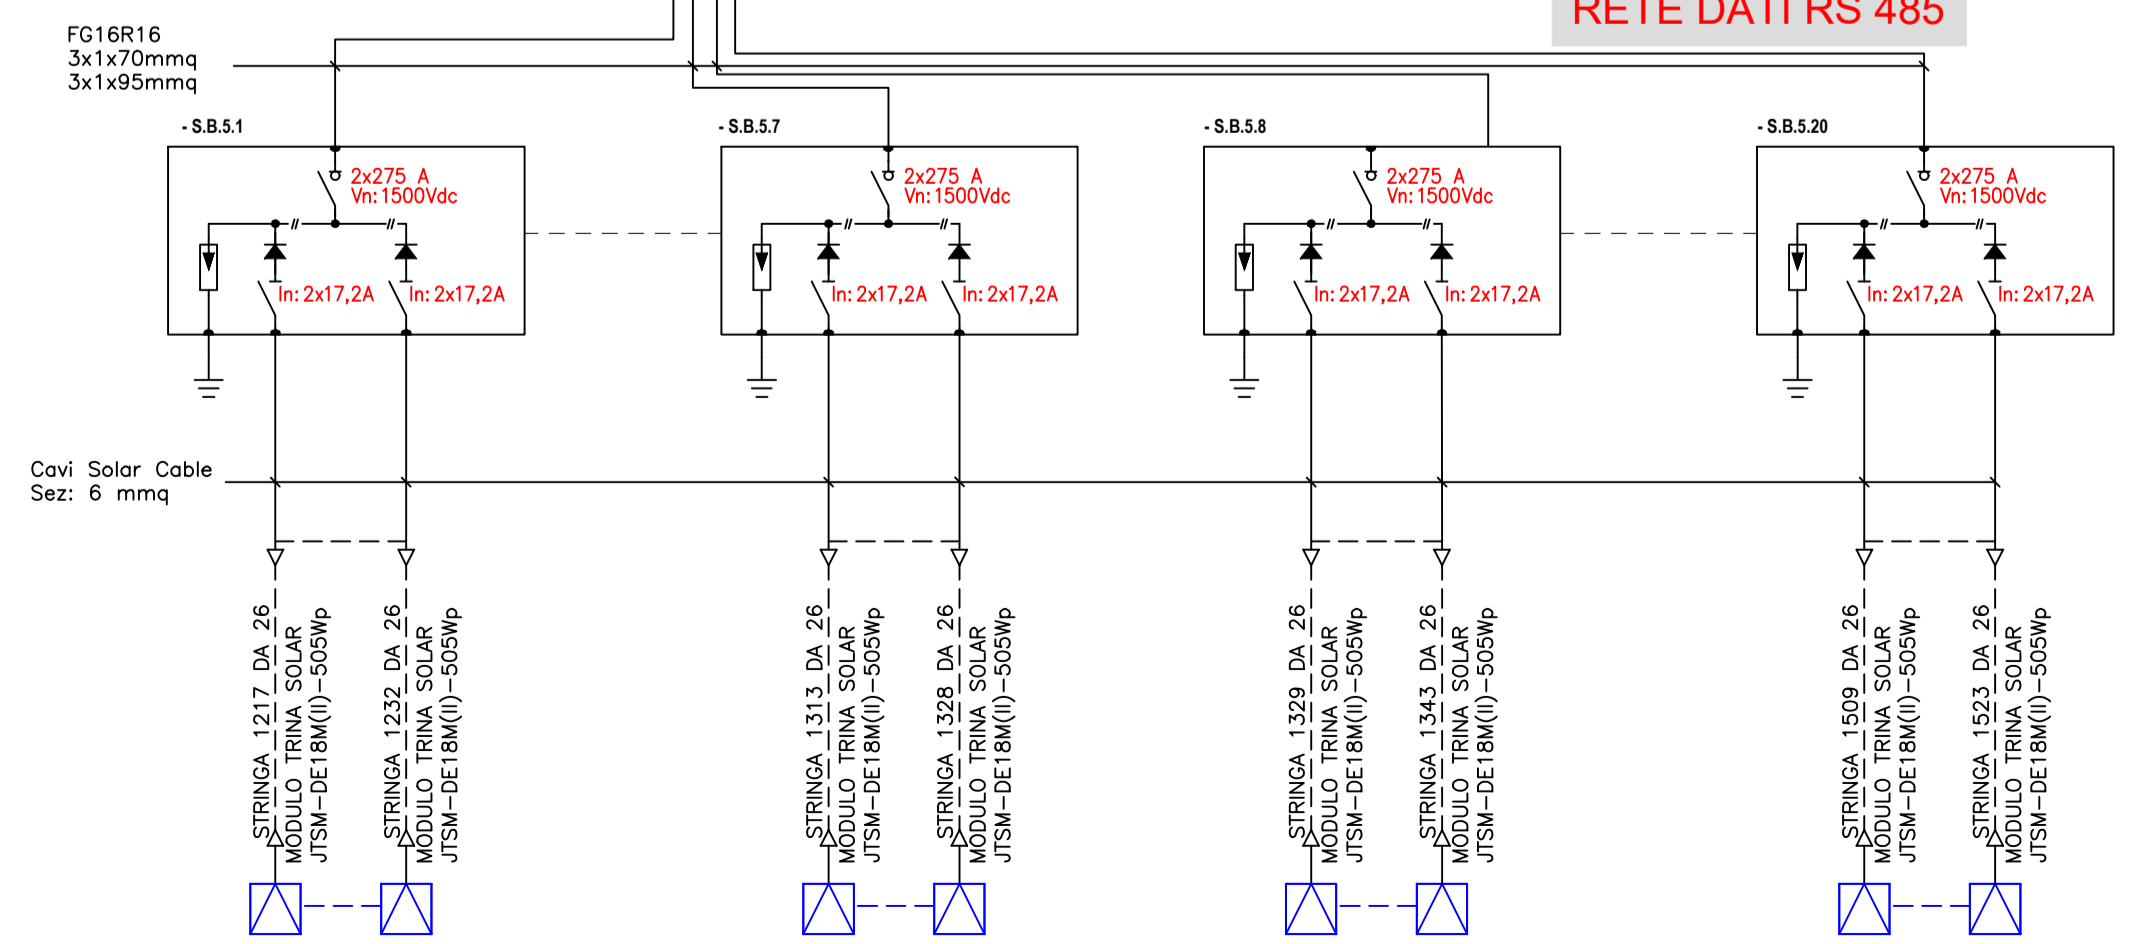 RETE DATI RS 485
FG16R16
3x1x70mmq
3x1x95mmq
- S.B.5.1
- S.B.5.7
- S.B.5.8
- S.B.5.20
2x275 A
Vn:1500Vdc
2x275 A
Vn:1500Vdc
2x275 A
Vn:1500Vdc
2x275 A
Vn:1500Vdc
In:2x17,2A
In:2x17,2A
In:2x17,2A
In:2x17,2A
In:2x17,2A
In:2x17,2A
In:2x17,2A
In:2x17,2A
Cavi Solar Cable
Sez: 6 mmq
STRINGA 1217 DA 26
MODULO TRINA SOLAR
JTSM-DE18M(II)-505Wp
STRINGA 1232 DA 26
MODULO TRINA SOLAR
JTSM-DE18M(II)-505Wp
STRINGA 1313 DA 26
MODULO TRINA SOLAR
JTSM-DE18M(II)-505Wp
STRINGA 1328 DA 26
MODULO TRINA SOLAR
JTSM-DE18M(II)-505Wp
STRINGA 1329 DA 26
MODULO TRINA SOLAR
JTSM-DE18M(II)-505Wp
STRINGA 1343 DA 26
MODULO TRINA SOLAR
JTSM-DE18M(II)-505Wp
STRINGA 1509 DA 26
MODULO TRINA SOLAR
JTSM-DE18M(II)-505Wp
STRINGA 1523 DA 26
MODULO TRINA SOLAR
JTSM-DE18M(II)-505Wp